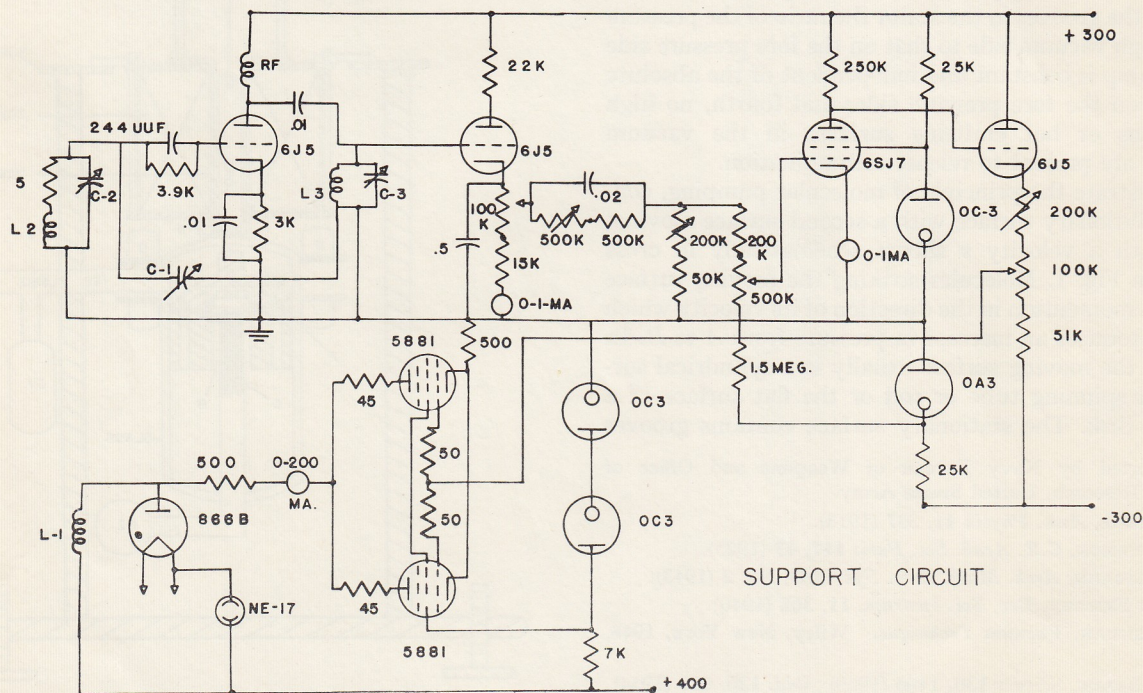 + 300
RF
22K
250K
25K
.01
244UUF
6J5
6J5
6SJ7
6J5
3.9K
5
C-2
L 3
C-3
L 2
.01
3K
100
K
.02
OC-3
200K
500K
500K
200K
200
K
.5
15K
C-1
50K
500K
0-1MA
100K
0-1-MA
51K
5881
500
1.5 MEG.
OA3
45
OC3
50
500
0-200
MA.
25K
50
L-1
866B
OC3
-300
SUPPORT CIRCUIT
45
NE-17
5881
7K
+400